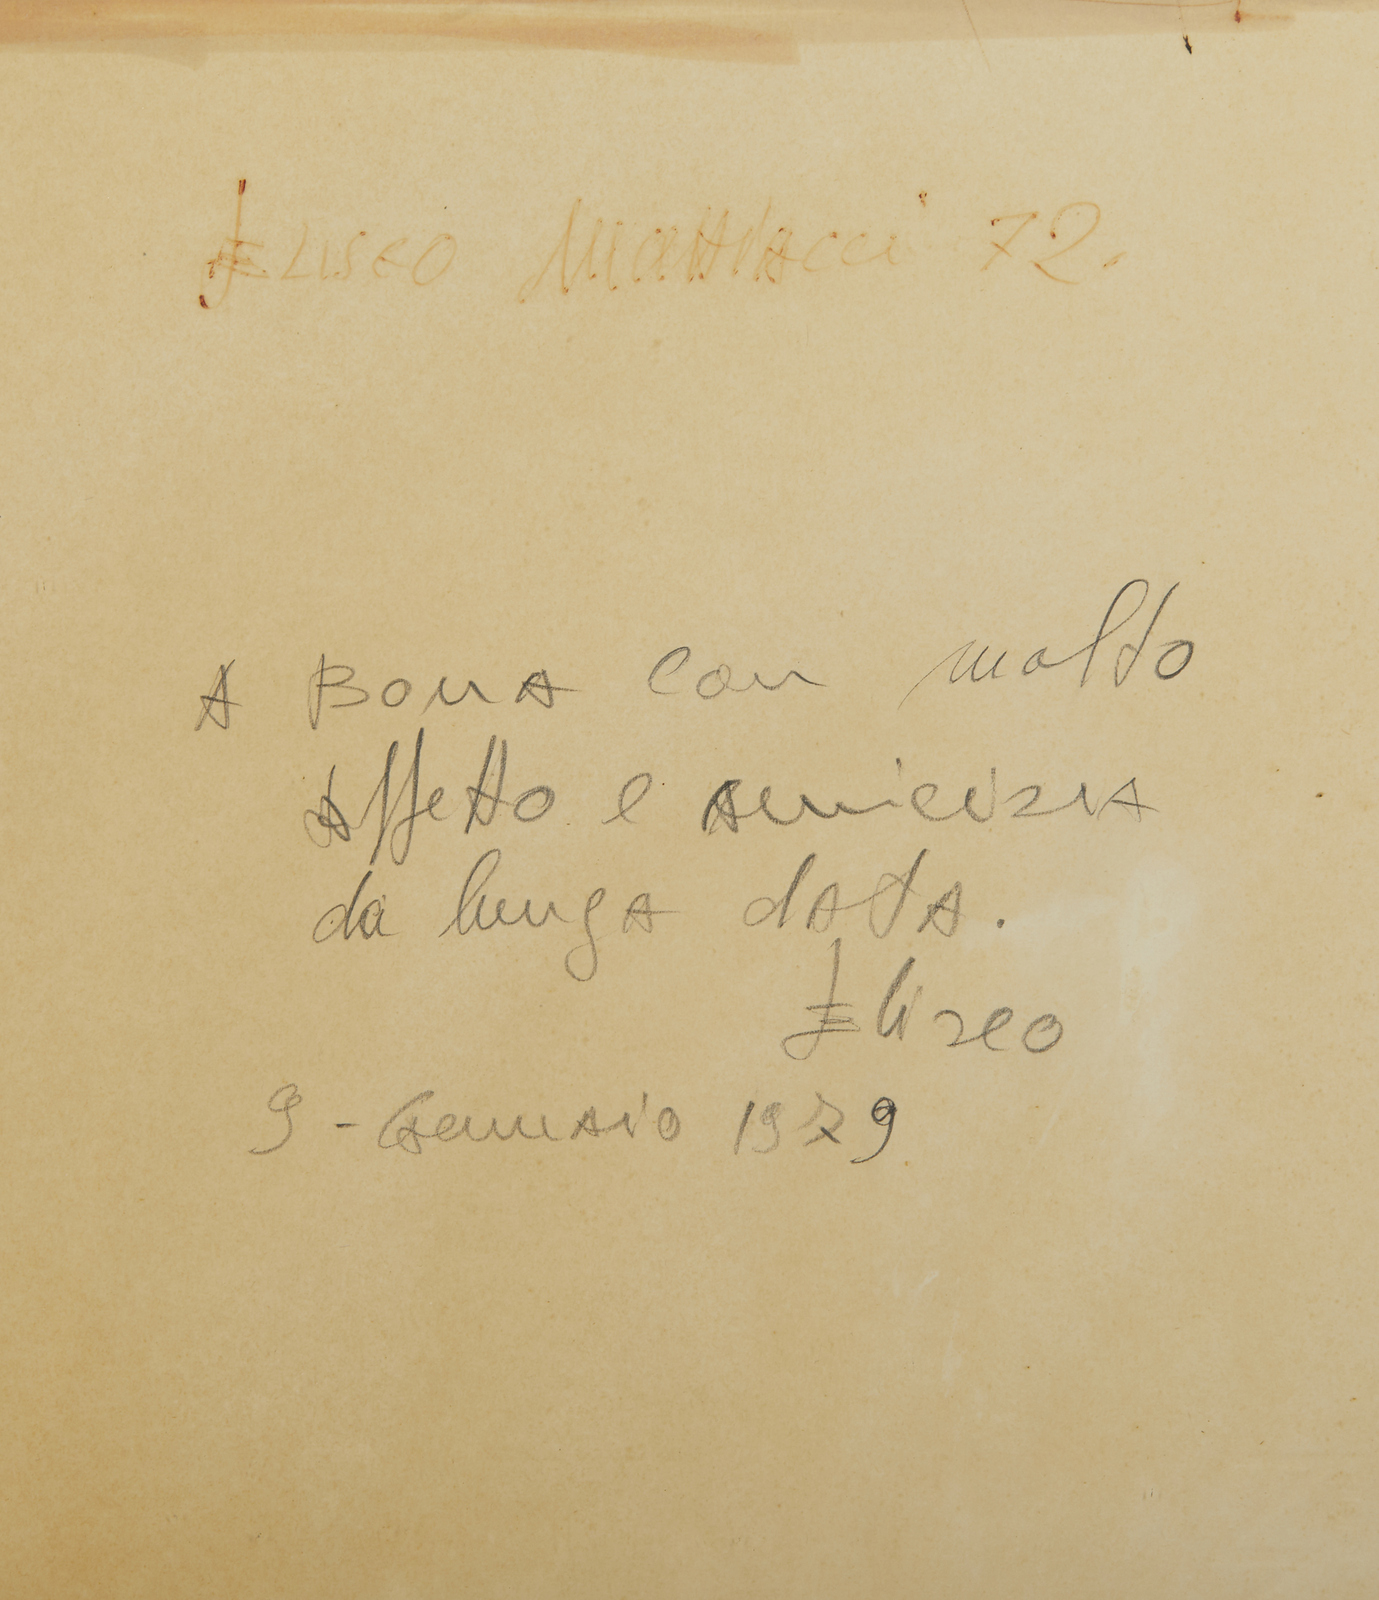 ELISEO Mattiacci 72.
A BonA con molto
Affetto e Amicizia
da lungA dAtA.
Eliseo
9 - Gennaio 1979